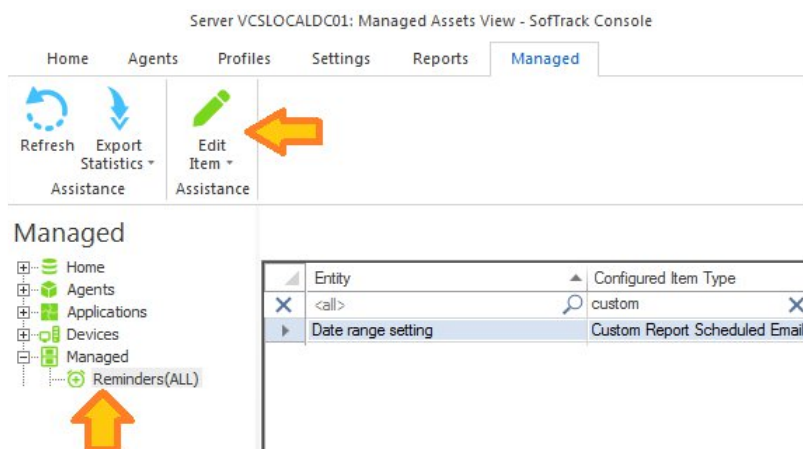 Server VCSLOCALDC01: Managed Assets View - SofTrack Console
Home Agents Profiles Settings Reports Managed
Refresh Export Statistics Edit Item
Assistance Assistance
Managed
Home
Agents
Applications
Devices
Managed
Reminders(ALL)
Entity Configured Item Type
<all> custom
Date range setting Custom Report Scheduled Email